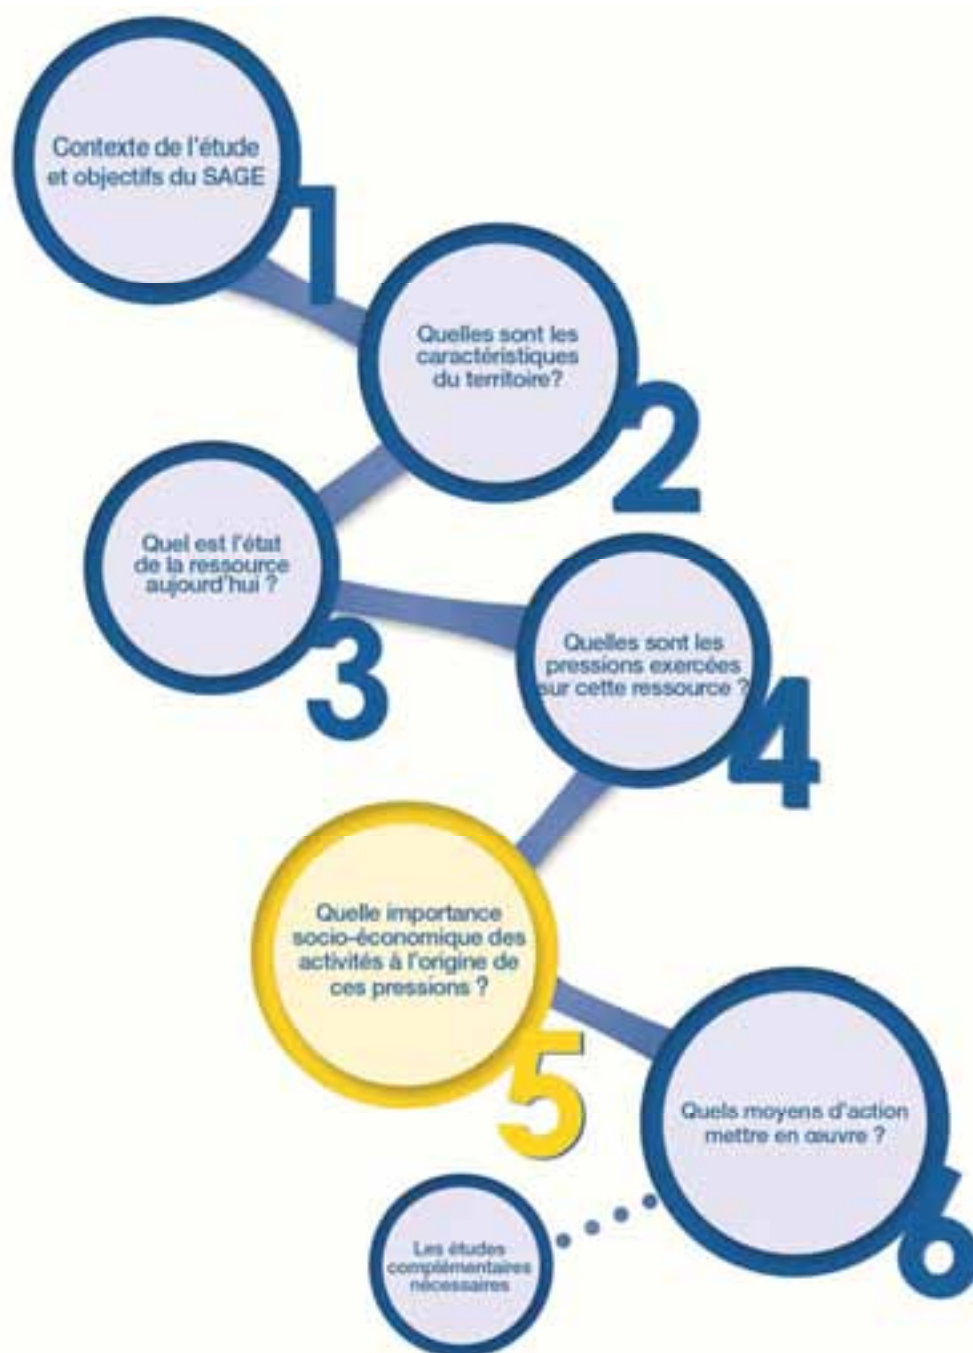 Contexte de l'étude
et objectifs du SAGE
1
Quelles sont les
caractéristiques
du territoire?
2
Quel est l'état
de la ressource
aujourd'hui ?
3
Quelles sont les
pressions exercées
sur cette ressource ?
4
Quelle importance
socio-économique des
activités à l'origine de
ces pressions ?
5
Quels moyens d'action
mettre en œuvre ?
6
Les études
complémentaires
nécessaires